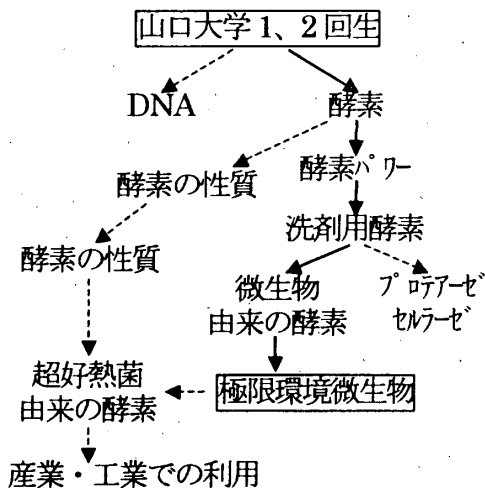 山口大学1、2回生
DNA
酵素
酵素の性質
酵素ﾊﾟﾜｰ
酵素の性質
洗剤用酵素
微生物
由来の酵素
ﾌﾟﾛﾃｱｰｾﾞ
ｾﾙﾗｰｾﾞ
超好熱菌
由来の酵素
極限環境微生物
産業・工業での利用